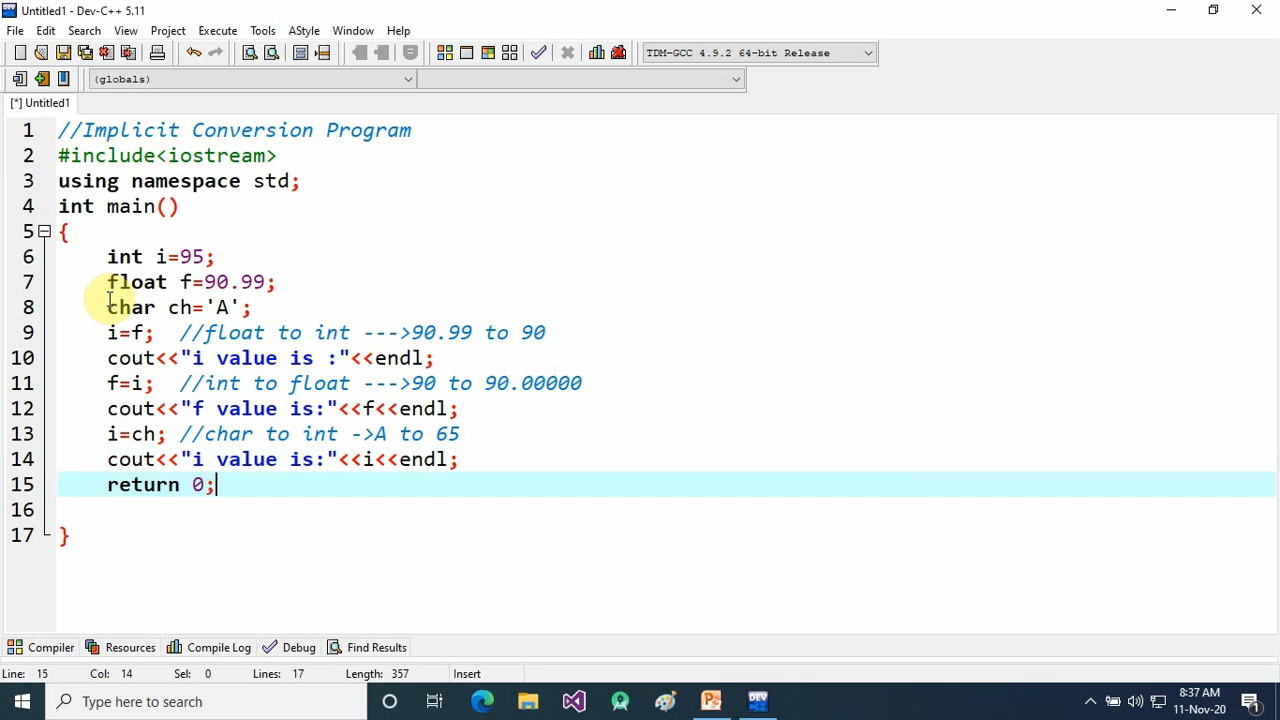 Untitled1 - Dev-C++ 5.11
File Edit Search View Project Execute Tools AStyle Window Help
TDM-GCC 4.9.2 64-bit Release
(globals)
[*] Untitled1
1 //Implicit Conversion Program
2 #include<iostream>
3 using namespace std;
4 int main()
5 {
6 int i=95;
7 float f=90.99;
8 char ch='A';
9 i=f; //float to int --->90.99 to 90
10 cout<<"i value is :"<<endl;
11 f=i; //int to float --->90 to 90.00000
12 cout<<"f value is:"<<f<<endl;
13 i=ch; //char to int ->A to 65
14 cout<<"i value is:"<<i<<endl;
15 return 0;
16
17 }
Compiler Resources Compile Log Debug Find Results
Line: 15 Col: 14 Sel: 0 Lines: 17 Length: 357 Insert
Type here to search
DEV
8:37 AM
11-Nov-20
1